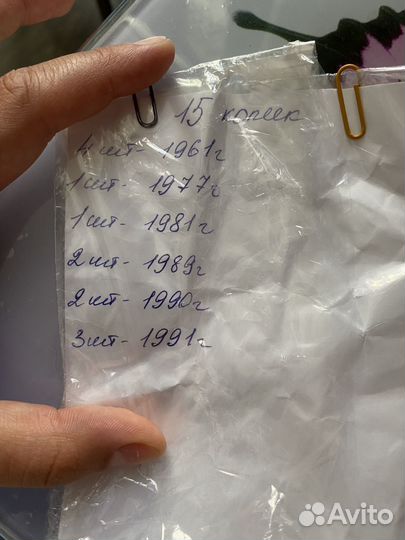 15 копеек
4 шт - 1961г
1 шт - 1977г
1 шт - 1981г
2 шт - 1989г
2 шт - 1990г
3 шт - 1991г
Avito